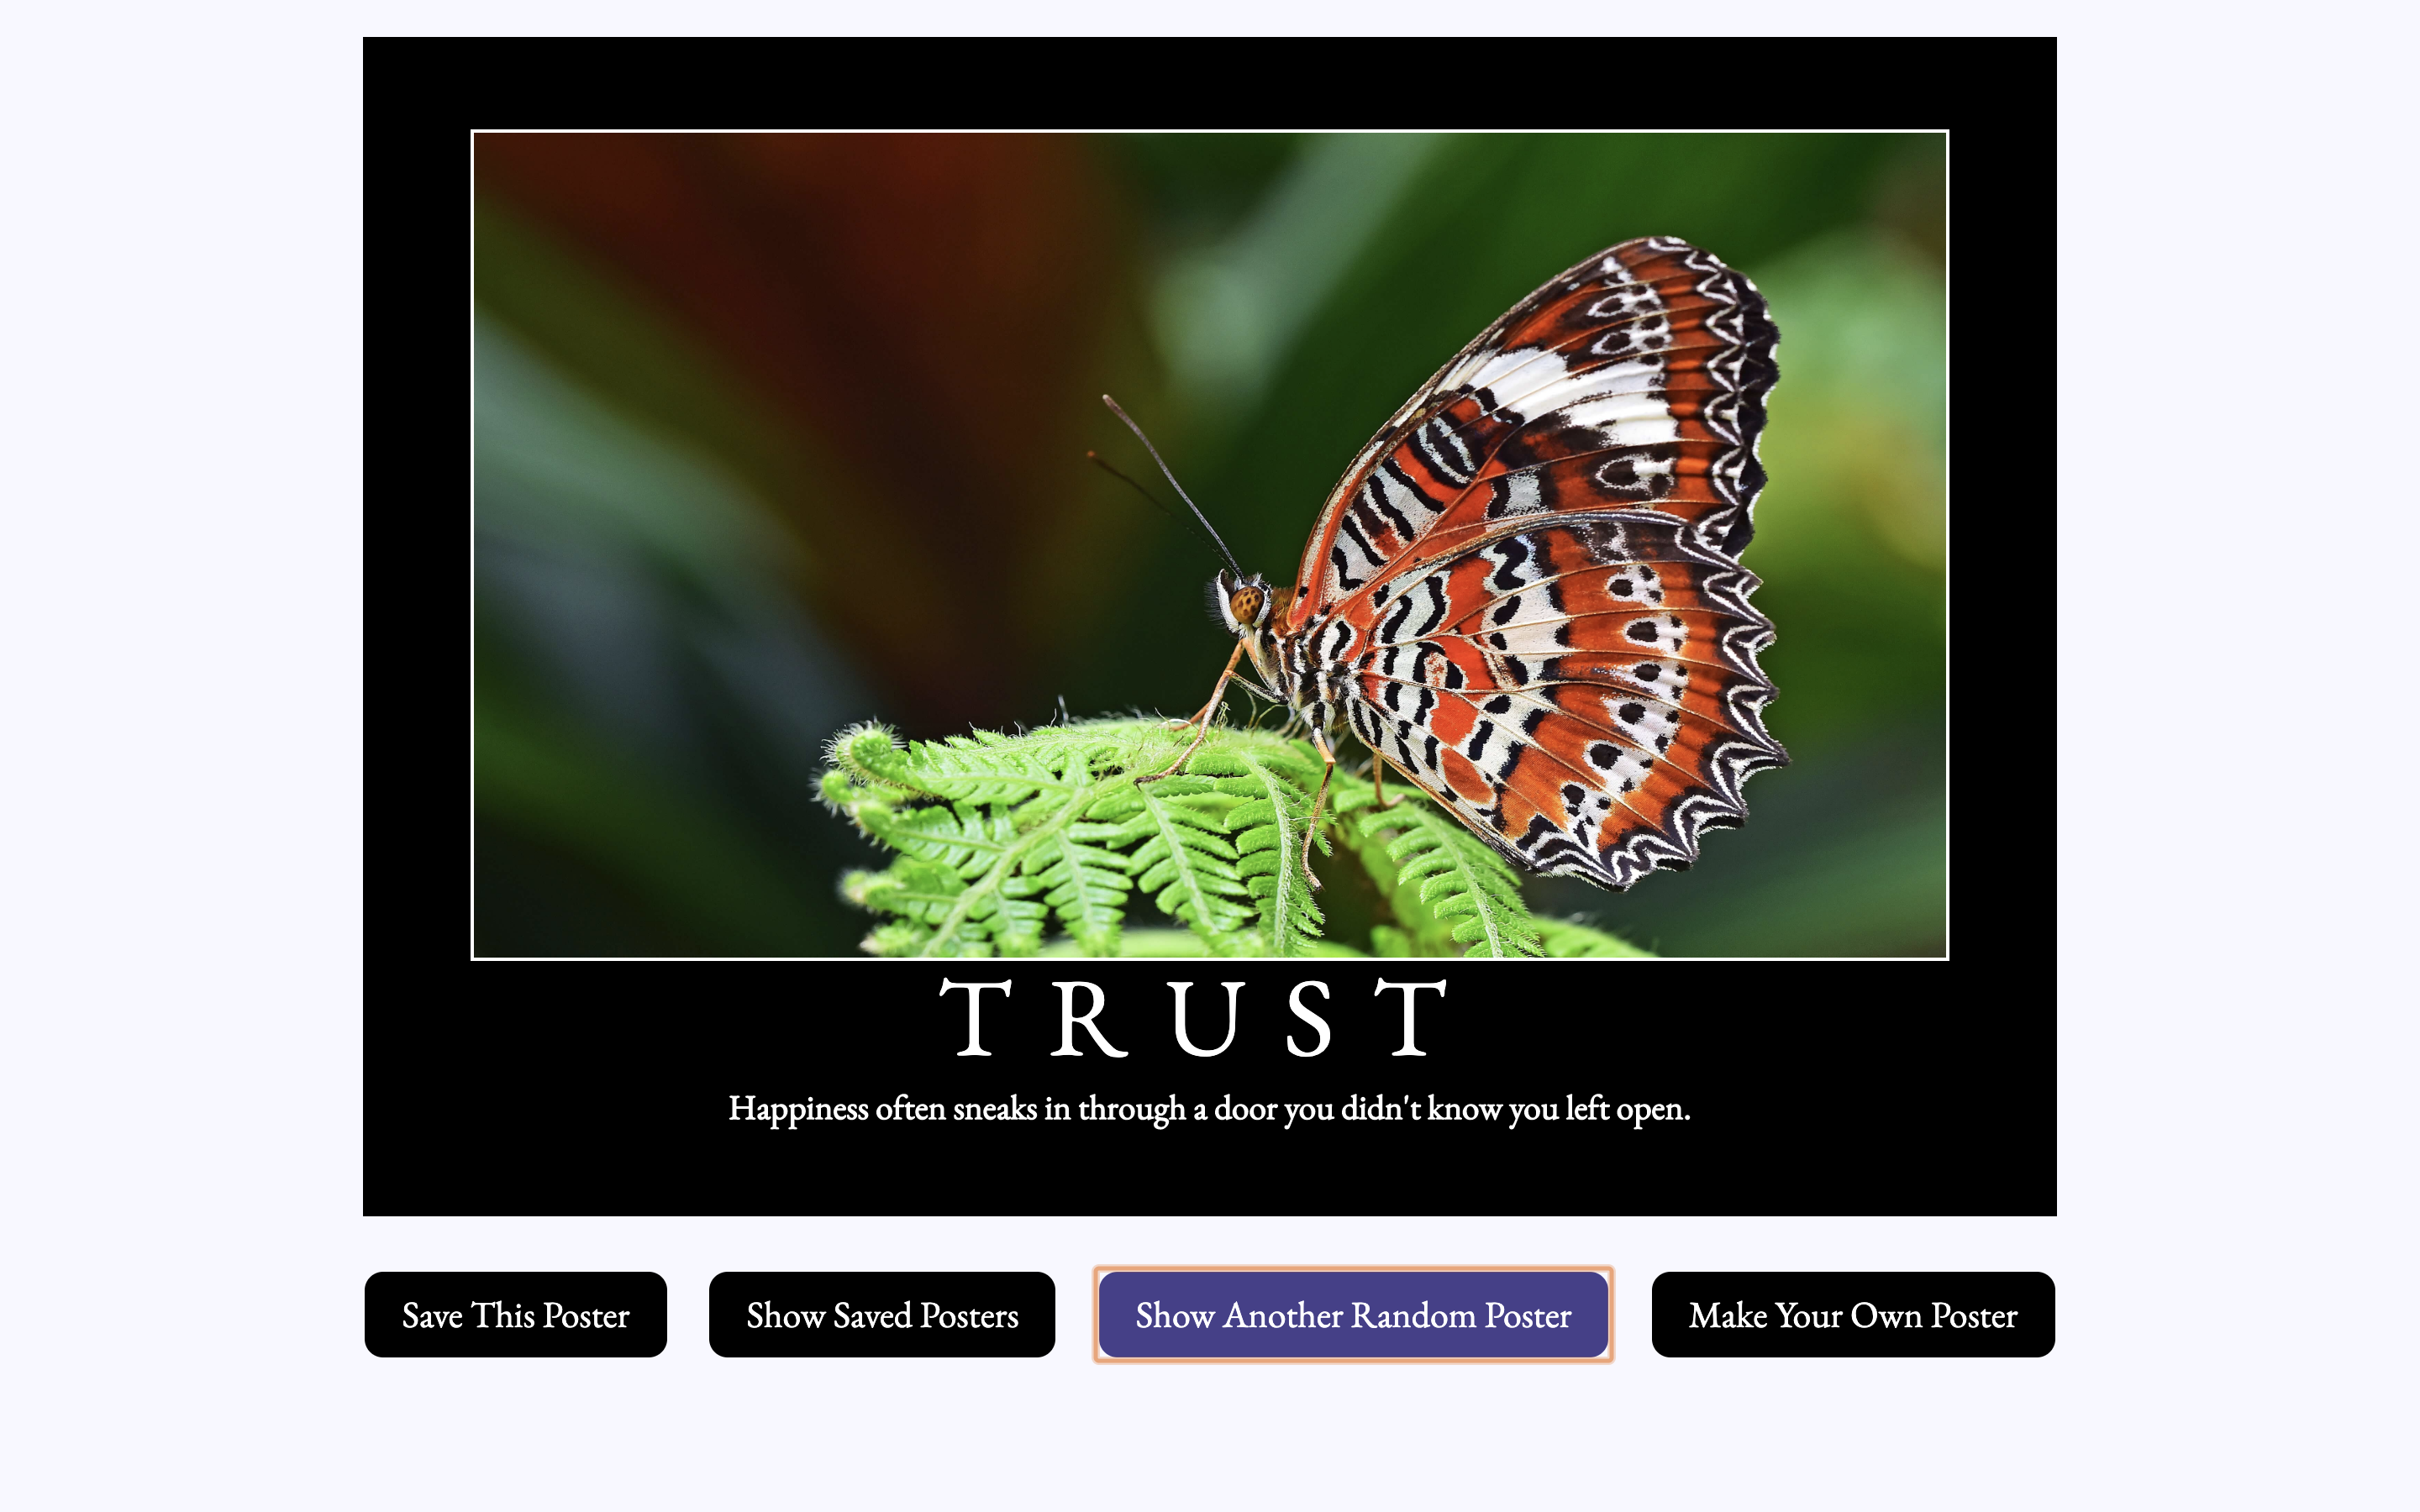 TRUST
Happiness often sneaks in through a door you didn't know you left open.
Save This Poster
Show Saved Posters
Show Another Random Poster
Make Your Own Poster